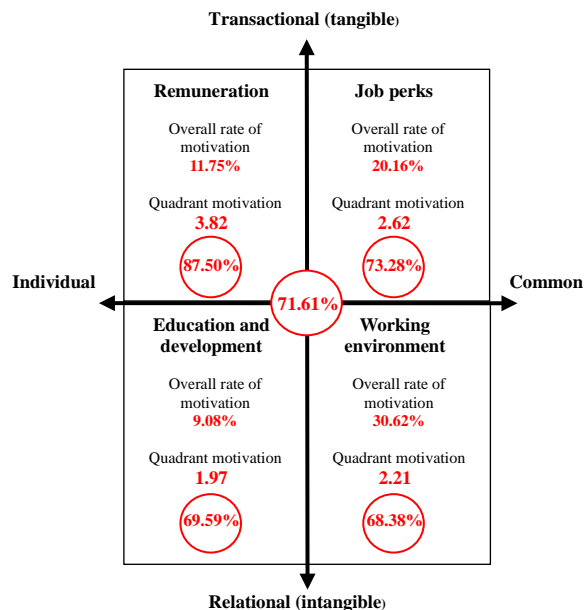 Transactional (tangible)
Remuneration
Overall rate of
motivation
11.75%
Quadrant motivation
3.82
87.50%
Job perks
Overall rate of
motivation
20.16%
Quadrant motivation
2.62
73.28%
Individual
71.61%
Common
Education and
development
Overall rate of
motivation
9.08%
Quadrant motivation
1.97
69.59%
Working
environment
Overall rate of
motivation
30.62%
Quadrant motivation
2.21
68.38%
Relational (intangible)